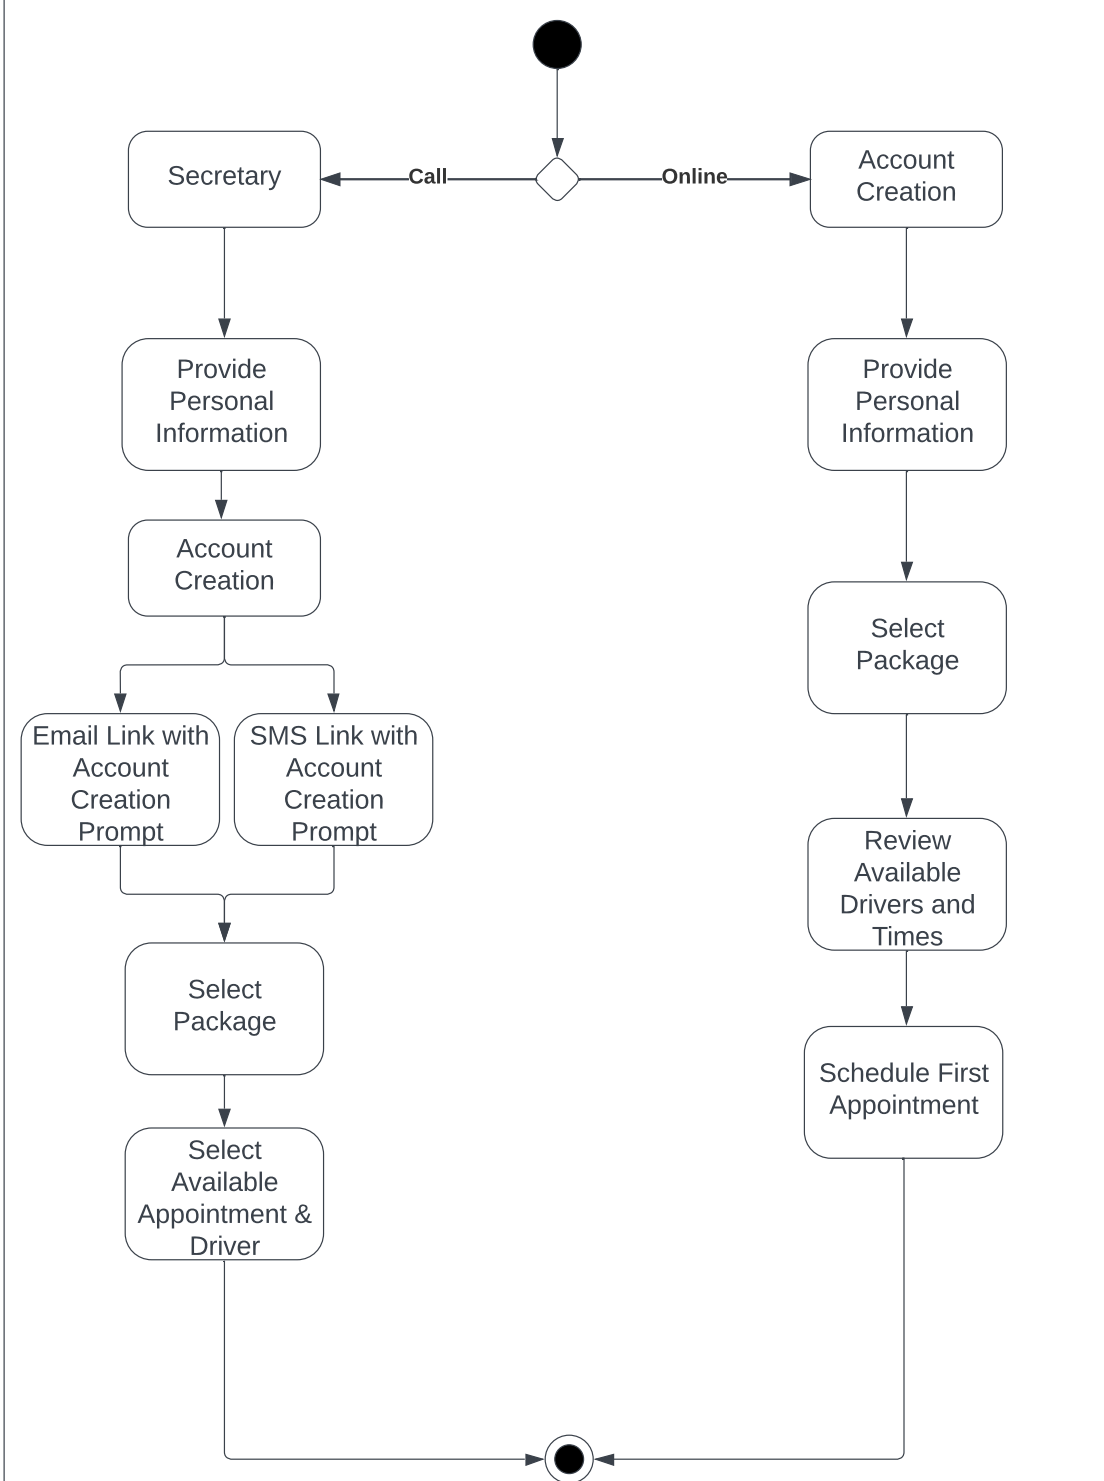 Secretary
Call
Online
Account
Creation
Provide
Personal
Information
Provide
Personal
Information
Account
Creation
Select
Package
Email Link with
Account
Creation
Prompt
SMS Link with
Account
Creation
Prompt
Review
Available
Drivers and
Times
Select
Package
Schedule First
Appointment
Select
Available
Appointment &
Driver